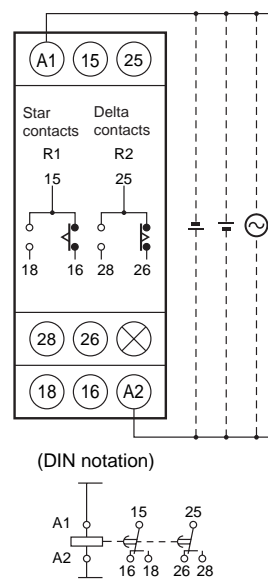 A1 15 25
Star contacts
Delta contacts
R1 R2
15 25
18 16 28 26
28 26
18 16 A2
(DIN notation)
A1 15 25
A2
16 18 26 28